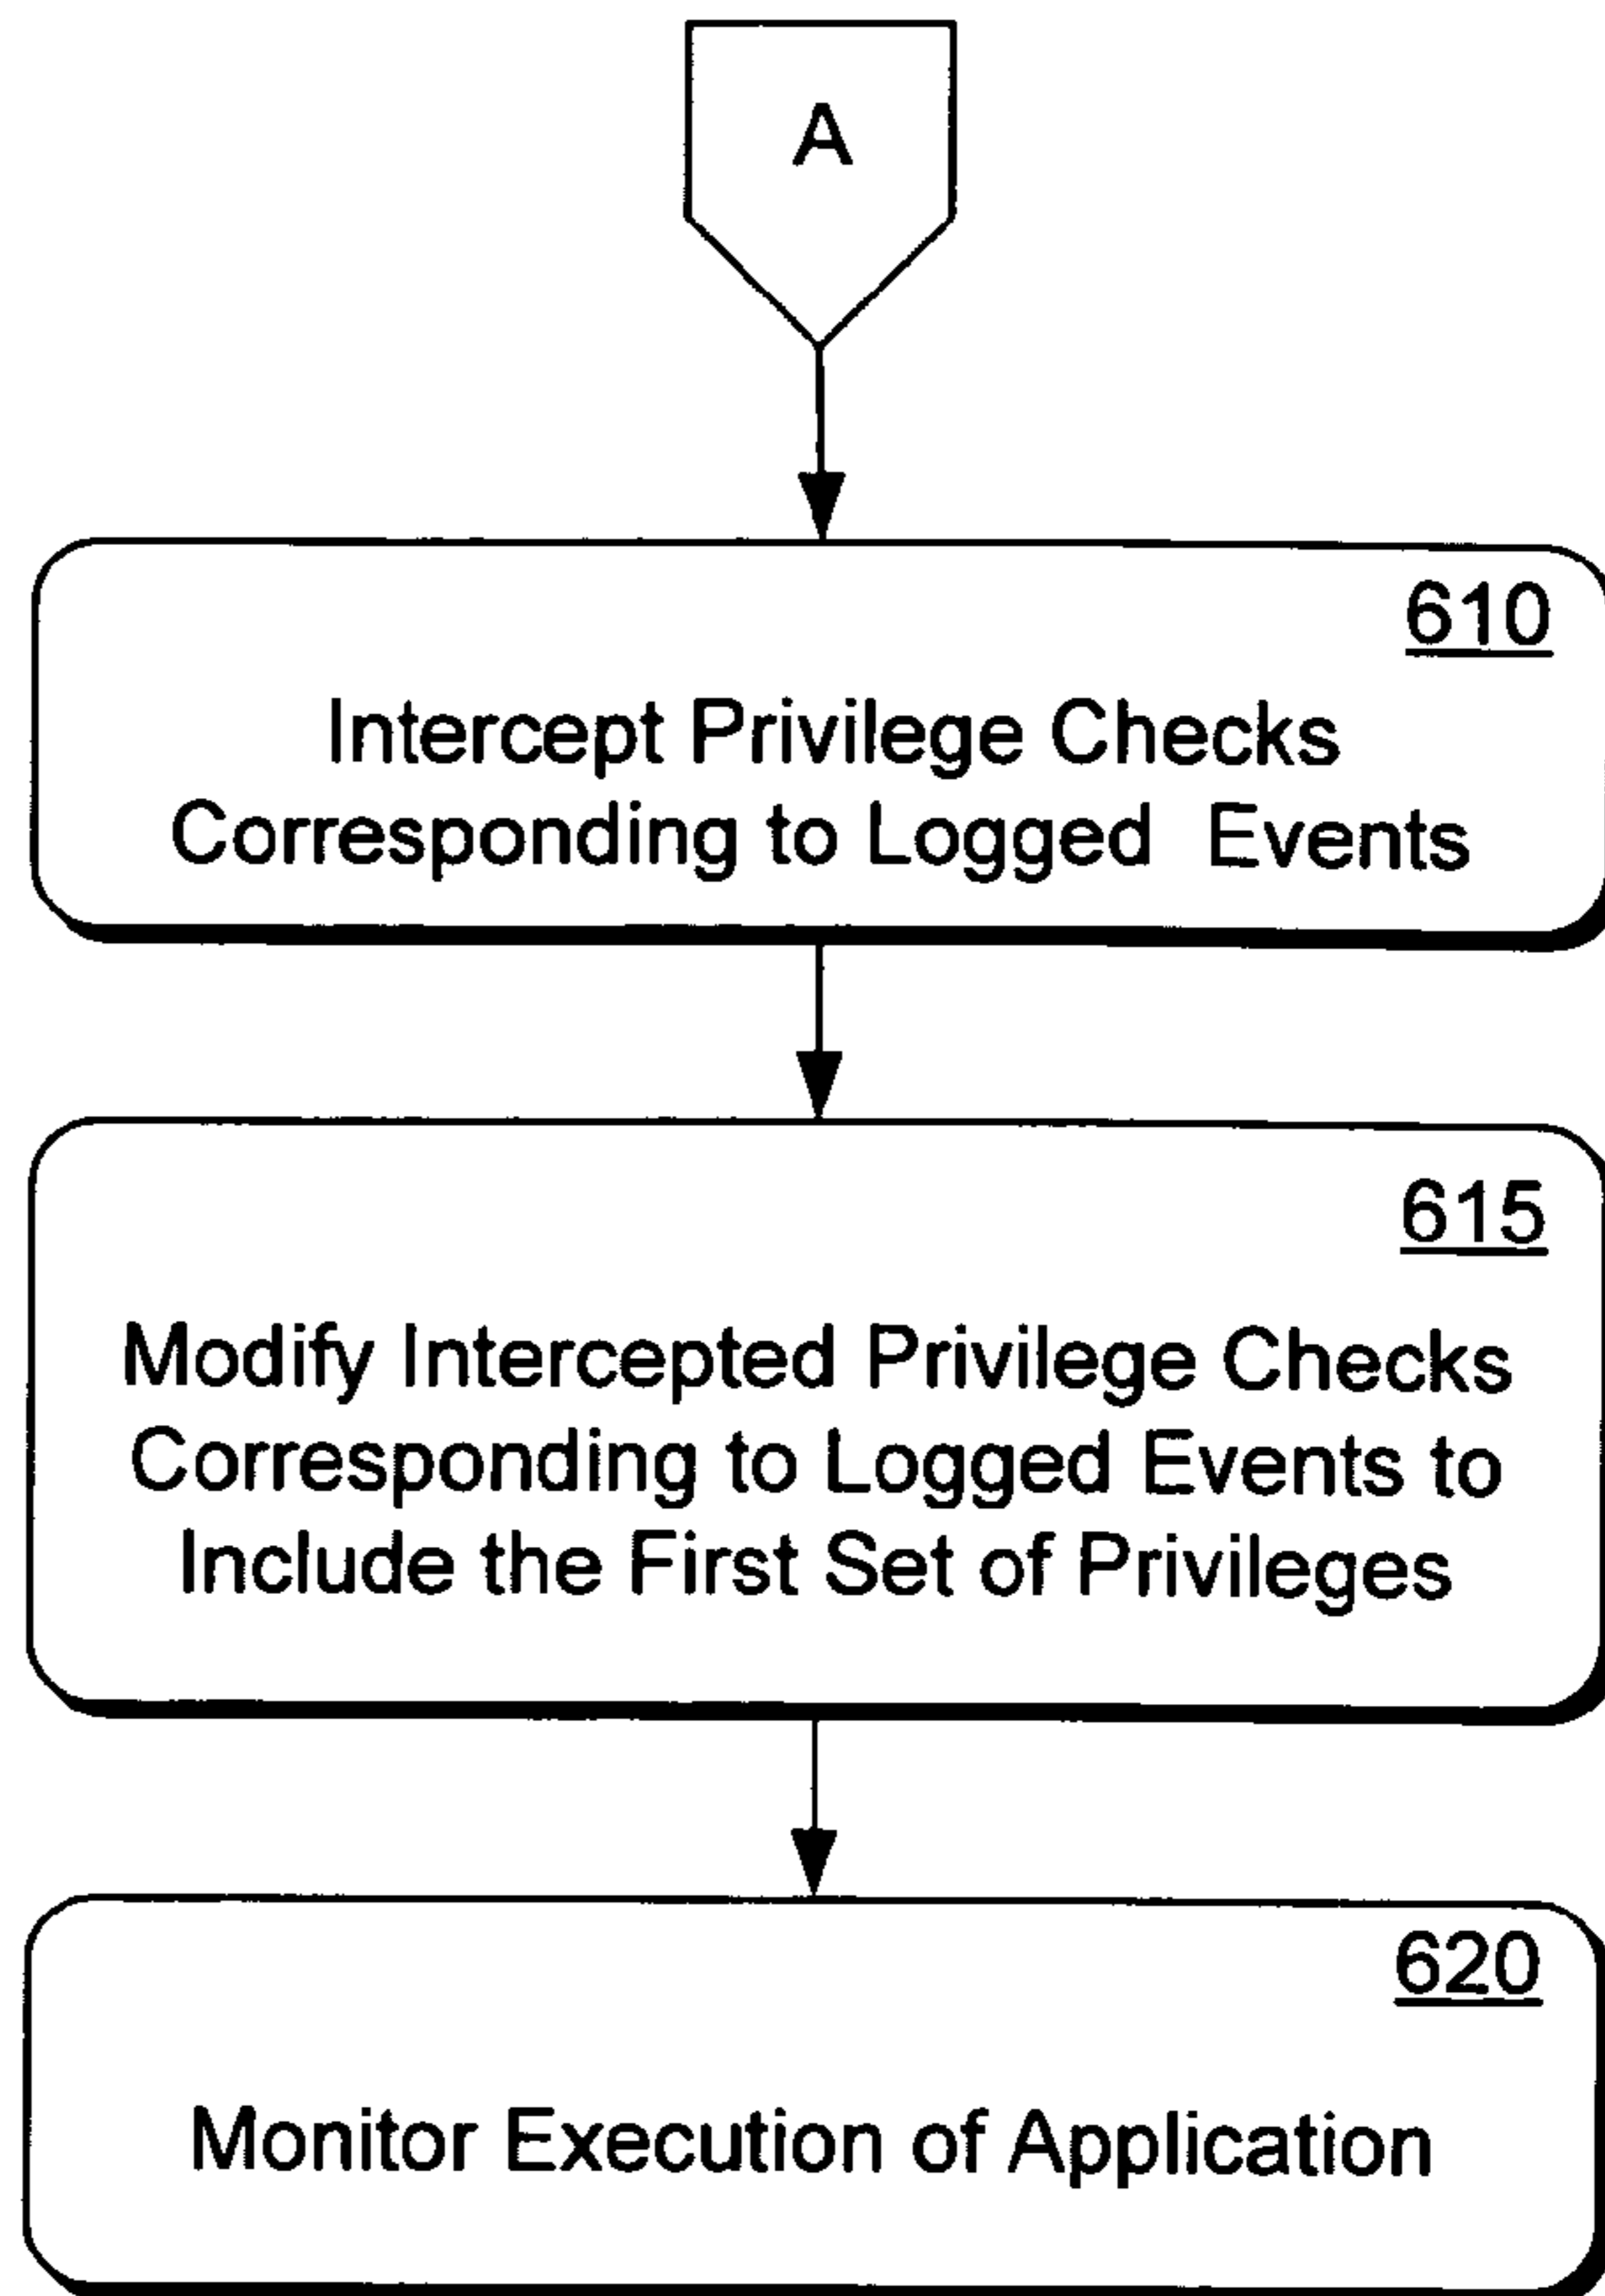 A
610
Intercept Privilege Checks
Corresponding to Logged Events
615
Modify Intercepted Privilege Checks
Corresponding to Logged Events to
Include the First Set of Privileges
620
Monitor Execution of Application